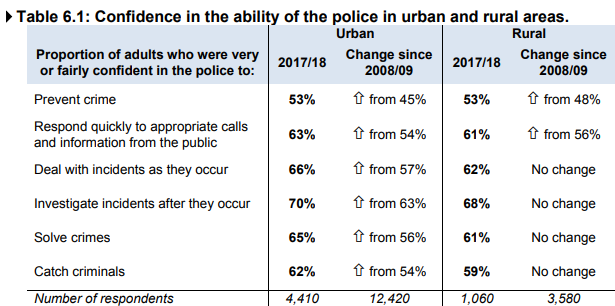 Table 6.1: Confidence in the ability of the police in urban and rural areas.
Urban Rural
Proportion of adults who were very or fairly confident in the police to: 2017/18 Change since 2008/09 2017/18 Change since 2008/09
Prevent crime 53% ⇧ from 45% 53% ⇧ from 48%
Respond quickly to appropriate calls and information from the public 63% ⇧ from 54% 61% ⇧ from 56%
Deal with incidents as they occur 66% ⇧ from 57% 62% No change
Investigate incidents after they occur 70% ⇧ from 63% 68% No change
Solve crimes 65% ⇧ from 56% 61% No change
Catch criminals 62% ⇧ from 54% 59% No change
Number of respondents 4,410 12,420 1,060 3,580